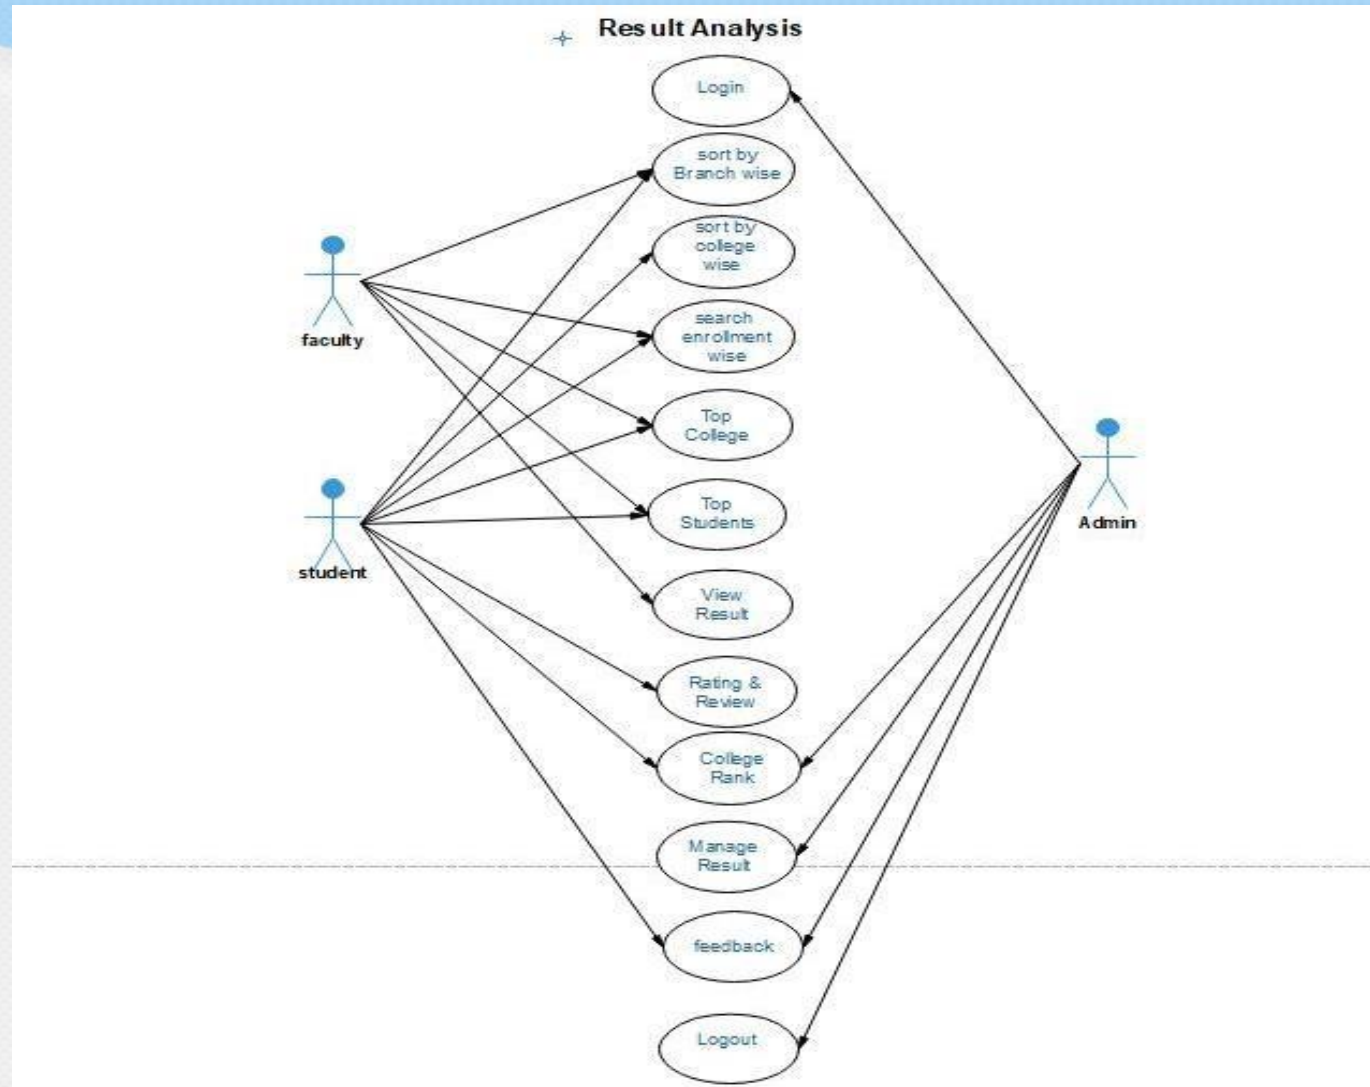 Result Analysis
Login
sort by
Branch wise
sort by
college
wise
search
enrollment
wise
Top
College
Top
Students
View
Result
Rating &
Review
College
Rank
Manage
Result
feedback
Logout
faculty
student
Admin